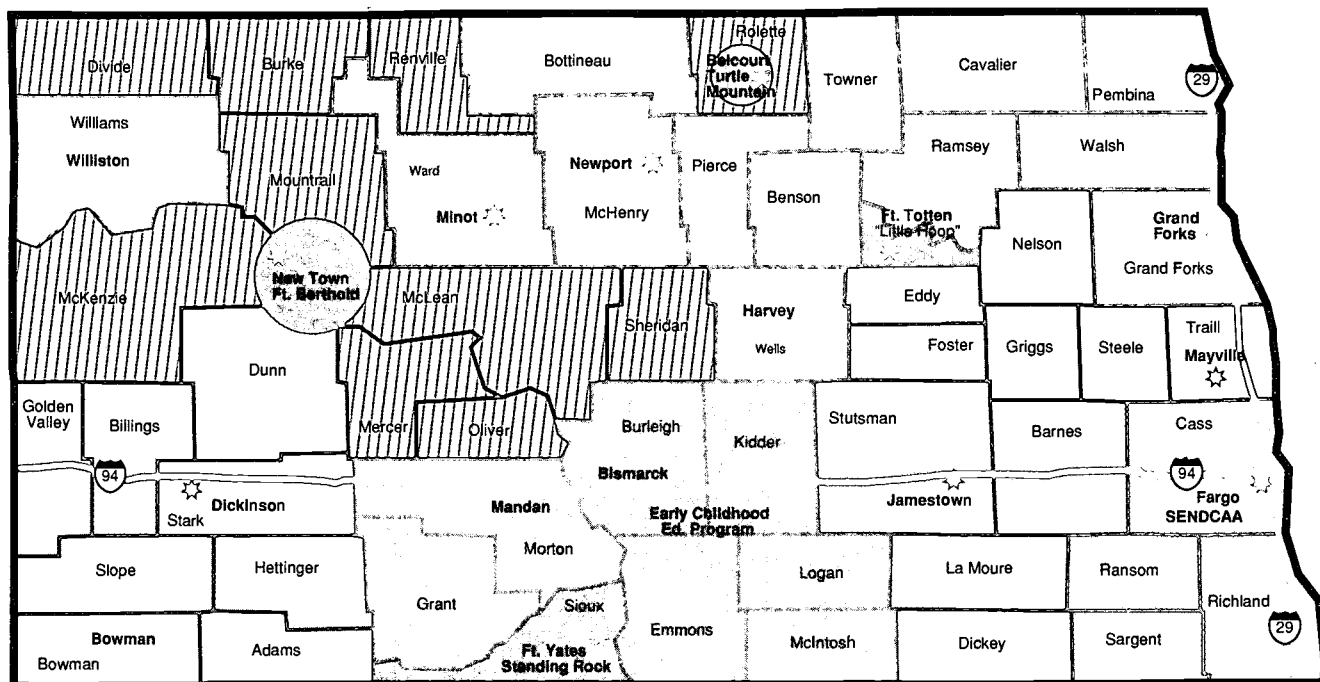 Divide
Burke
Renville
Bottineau
Rolette
Belcourt
Turtle
Mountain
Towner
Cavalier
Pembina
29
Williams
Williston
Mountrail
Ward
Minot
Newport
McHenry
Pierce
Benson
Ramsey
Walsh
Ft. Totten
"Little Hoop"
Nelson
Grand
Forks
Grand Forks
McKenzie
New Town
Ft. Berthold
McLean
Sheridan
Harvey
Wells
Eddy
Foster
Griggs
Steele
Traill
Mayville
Dunn
Golden
Valley
Billings
Mercer
Oliver
Burleigh
Kidder
Stutsman
Barnes
Cass
94
Dickinson
Stark
Mandan
Bismarck
Early Childhood
Ed. Program
Jamestown
94
Fargo
SENDCAA
Morton
Slope
Hettinger
Grant
Sioux
Logan
La Moure
Ransom
Richland
Bowman
Bowman
Adams
Ft. Yates
Standing Rock
Emmons
McIntosh
Dickey
Sargent
29